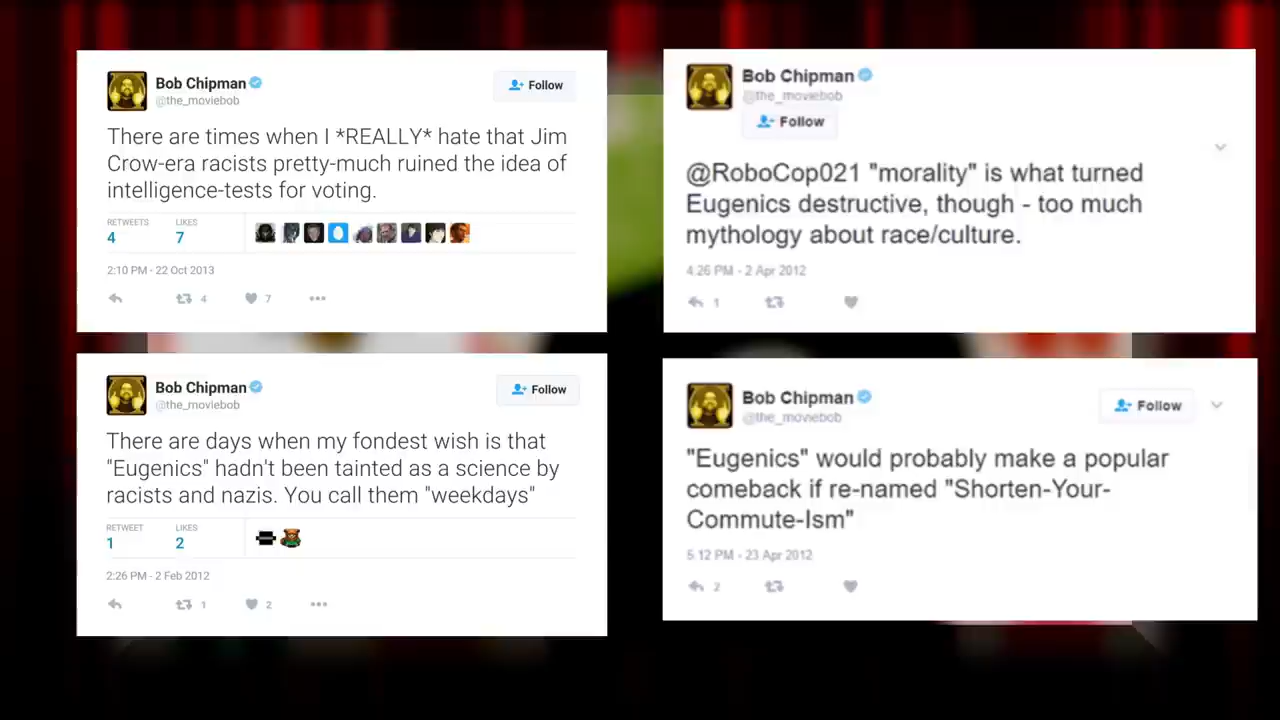 Bob Chipman
@the_moviebob
Follow
There are times when I *REALLY* hate that Jim
Crow-era racists pretty-much ruined the idea of
intelligence-tests for voting.
RETWEETS LIKES
4 7
2:10 PM - 22 Oct 2013
4 7
Bob Chipman
@the_moviebob
Follow
@RoboCop021 "morality" is what turned
Eugenics destructive, though - too much
mythology about race/culture.
4:26 PM - 2 Apr 2012
1
Bob Chipman
@the_moviebob
Follow
There are days when my fondest wish is that
"Eugenics" hadn't been tainted as a science by
racists and nazis. You call them "weekdays"
RETWEET LIKES
1 2
2:26 PM - 2 Feb 2012
1 2
Bob Chipman
@the_moviebob
Follow
"Eugenics" would probably make a popular
comeback if re-named "Shorten-Your-
Commute-Ism"
5:12 PM - 23 Apr 2012
2